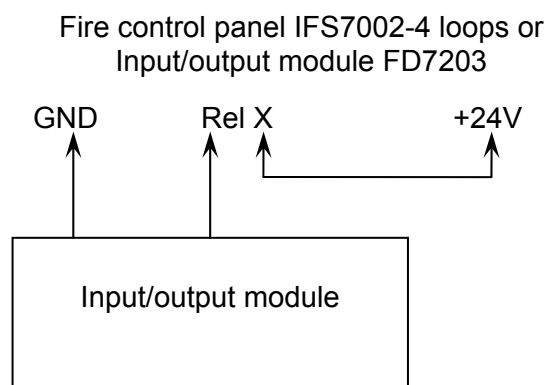 Fire control panel IFS7002-4 loops or
Input/output module FD7203
GND Rel X +24V
Input/output module